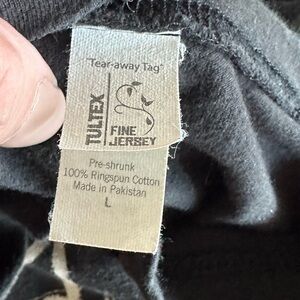 "Tear-away Tag"
TULTEX
FINE
JERSEY
Pre-shrunk
100% Ringspun Cotton
Made in Pakistan
L